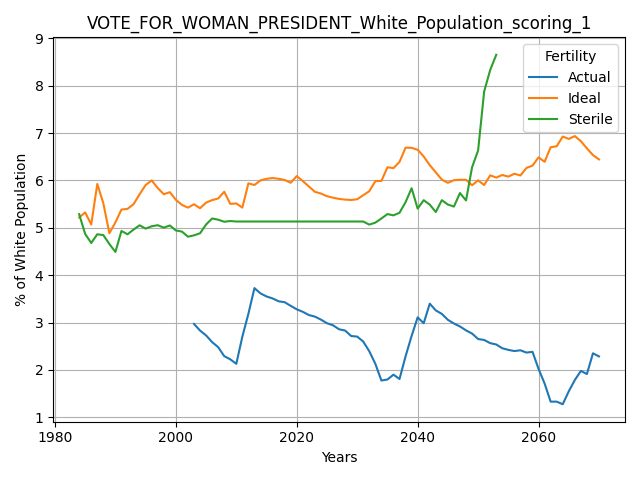 VOTE_FOR_WOMAN_PRESIDENT_White_Population_scoring_1
9
8
7
6
5
4
3
2
1
% of White Population
Fertility
Actual
Ideal
Sterile
1980
2000
2020
2040
2060
Years